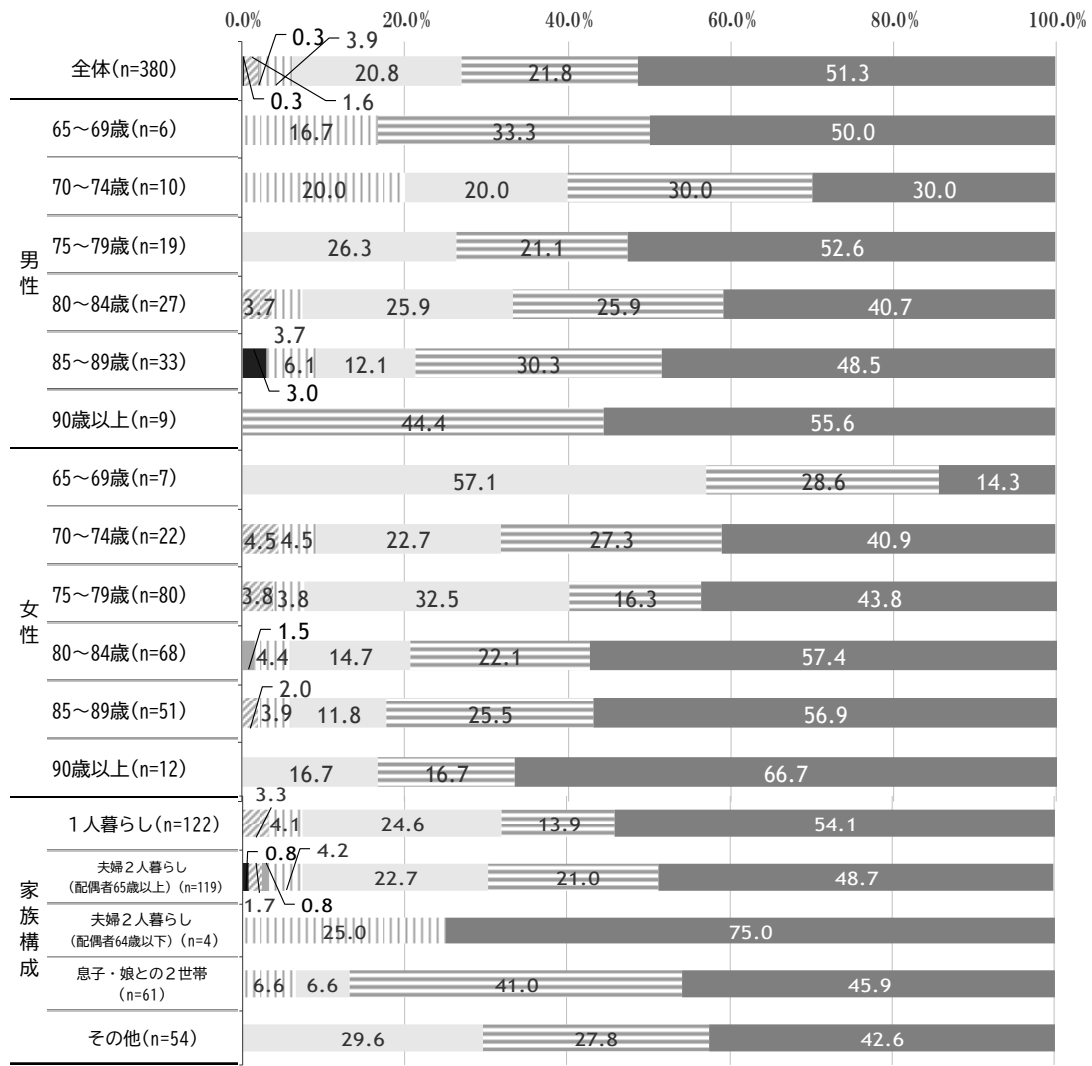 0.0% 20.0% 40.0% 60.0% 80.0% 100.0%
0.3 3.9
全体(n=380) 20.8 21.8 51.3
0.3 1.6
男性
65～69歳(n=6) 16.7 33.3 50.0
70～74歳(n=10) 20.0 20.0 30.0 30.0
75～79歳(n=19) 26.3 21.1 52.6
80～84歳(n=27) 3.7 25.9 25.9 40.7
3.7
85～89歳(n=33) 6.1 12.1 30.3 48.5
3.0
90歳以上(n=9) 44.4 55.6
女性
65～69歳(n=7) 57.1 28.6 14.3
70～74歳(n=22) 4.5 4.5 22.7 27.3 40.9
75～79歳(n=80) 3.8 3.8 32.5 16.3 43.8
1.5
80～84歳(n=68) 4.4 14.7 22.1 57.4
2.0
85～89歳(n=51) 3.9 11.8 25.5 56.9
90歳以上(n=12) 16.7 16.7 66.7
家族構成
3.3
１人暮らし(n=122) 4.1 24.6 13.9 54.1
0.8 4.2
夫婦２人暮らし
(配偶者65歳以上) (n=119) 22.7 21.0 48.7
1.7 0.8
夫婦２人暮らし
(配偶者64歳以下) (n=4) 25.0 75.0
息子・娘との２世帯
(n=61) 6.6 6.6 41.0 45.9
その他(n=54) 29.6 27.8 42.6